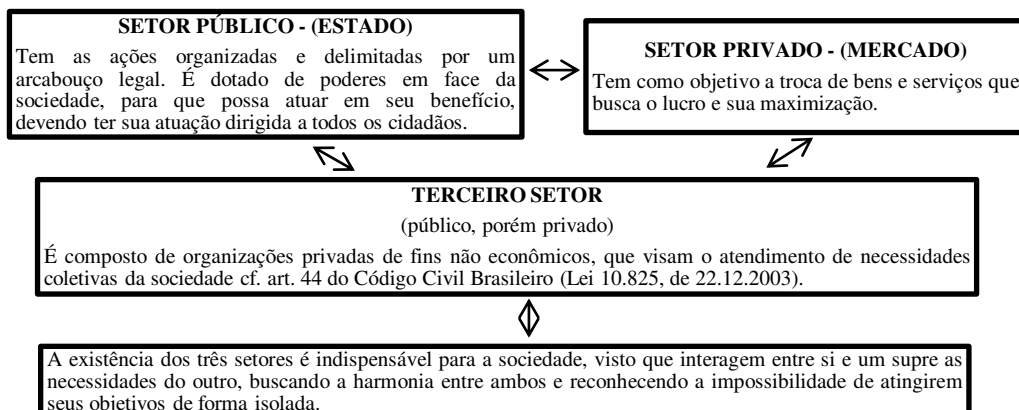 SETOR PÚBLICO - (ESTADO)
Tem as ações organizadas e delimitadas por um
arcabouço legal. É dotado de poderes em face da
sociedade, para que possa atuar em seu benefício,
devendo ter sua atuação dirigida a todos os cidadãos.
SETOR PRIVADO - (MERCADO)
Tem como objetivo a troca de bens e serviços que
busca o lucro e sua maximização.
TERCEIRO SETOR
(público, porém privado)
É composto de organizações privadas de fins não econômicos, que visam o atendimento de necessidades
coletivas da sociedade cf. art. 44 do Código Civil Brasileiro (Lei 10.825, de 22.12.2003).
A existência dos três setores é indispensável para a sociedade, visto que interagem entre si e um supre as
necessidades do outro, buscando a harmonia entre ambos e reconhecendo a impossibilidade de atingirem
seus objetivos de forma isolada.